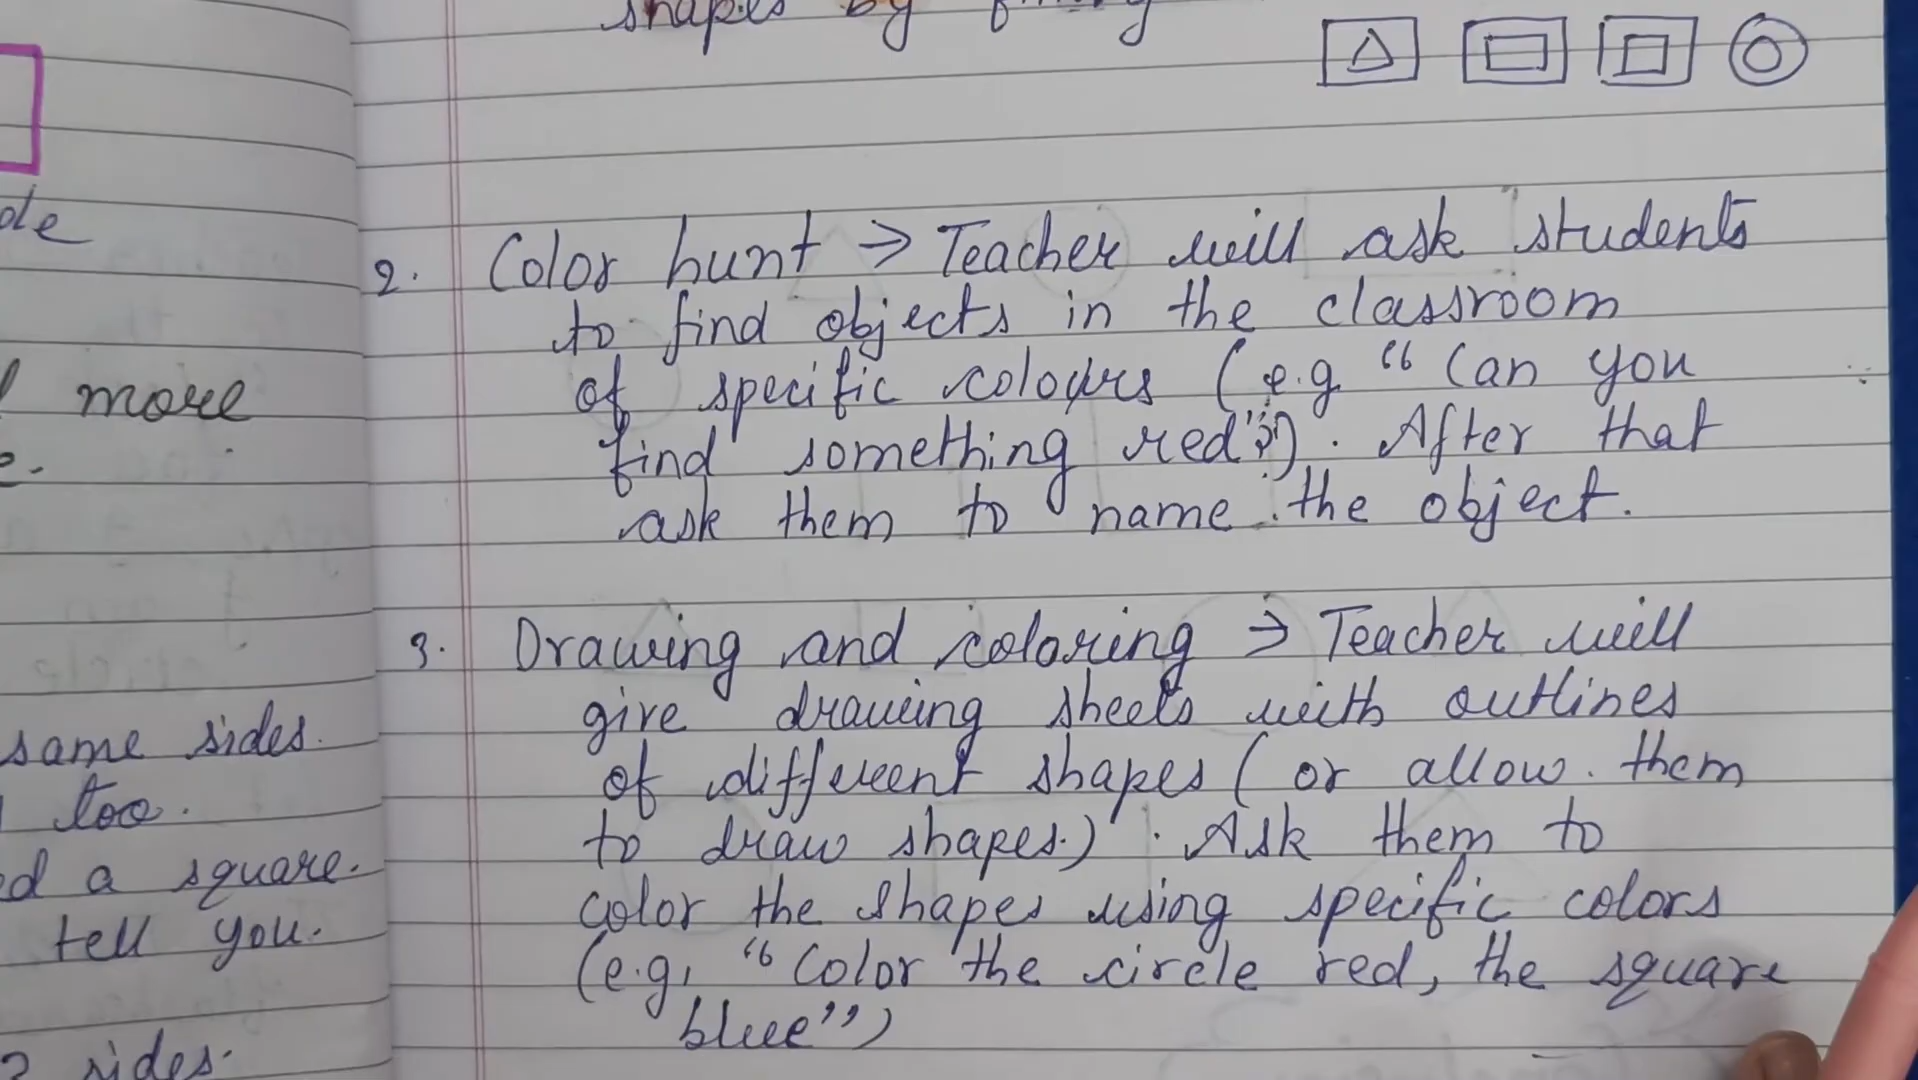 de
more
same sides.
too.
d a square.
tell you.
sides.
shapes by
2. Color hunt → Teacher will ask students
to find objects in the classroom
of specific colours (e.g “Can you
find something red”?). After that
ask them to name the object.
3. Drawing and coloring → Teacher will
give drawing sheets with outlines
of different shapes (or allow them
to draw shapes.). Ask them to
color the shapes using specific colors
(e.g, “Color the circle red, the square
blue”)